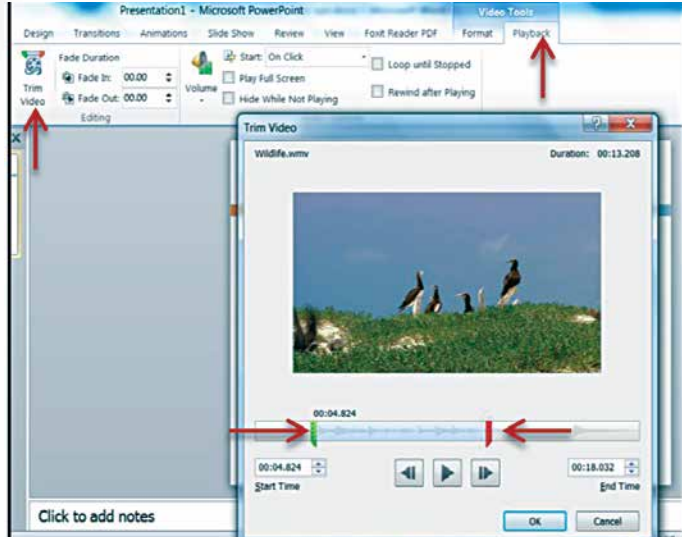 Presentation1 - Microsoft PowerPoint
Video Tools
Design Transitions Animations Slide Show Review View Foxit Reader PDF Format Playback
Trim Video
Fade Duration
Fade In: 00.00
Fade Out: 00.00
Editing
Volume
Start: On Click
Play Full Screen
Hide While Not Playing
Loop until Stopped
Rewind after Playing
Trim Video
Wildlife.wmv Duration: 00:13.208
00:04.824
00:04.824 00:18.032
Start Time End Time
OK Cancel
Click to add notes